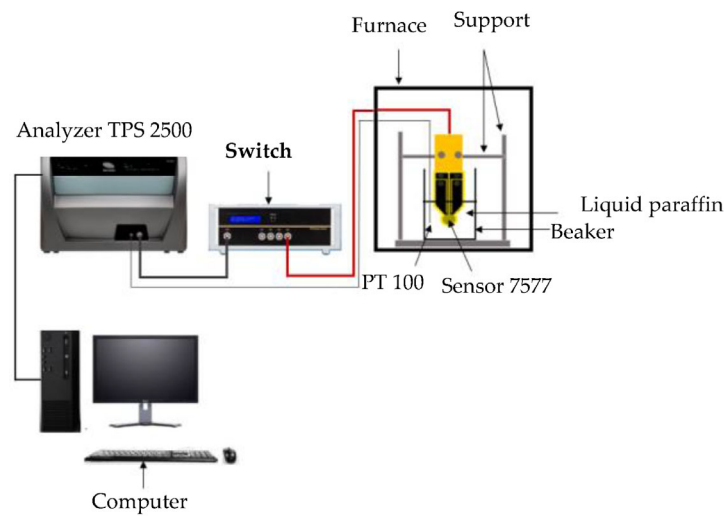 Furnace
Support
Analyzer TPS 2500
Switch
Liquid paraffin
Beaker
PT 100
Sensor 7577
Computer